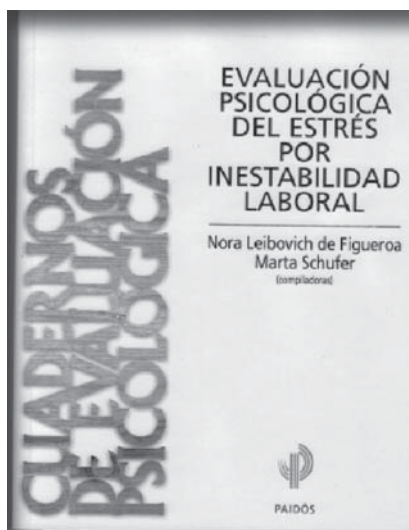 CUADERNOS
DE EVALUACIÓN
PSICOLÓGICA
EVALUACIÓN
PSICOLÓGICA
DEL ESTRÉS
POR
INESTABILIDAD
LABORAL
Nora Leibovich de Figueroa
Marta Schufer
(compiladoras)
PAIDÓS